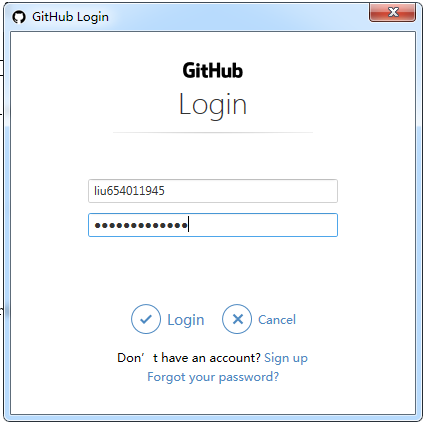 GitHub Login
GitHub
Login
liu654011945
●●●●●●●●●●●●●
Login Cancel
Don’t have an account? Sign up
Forgot your password?